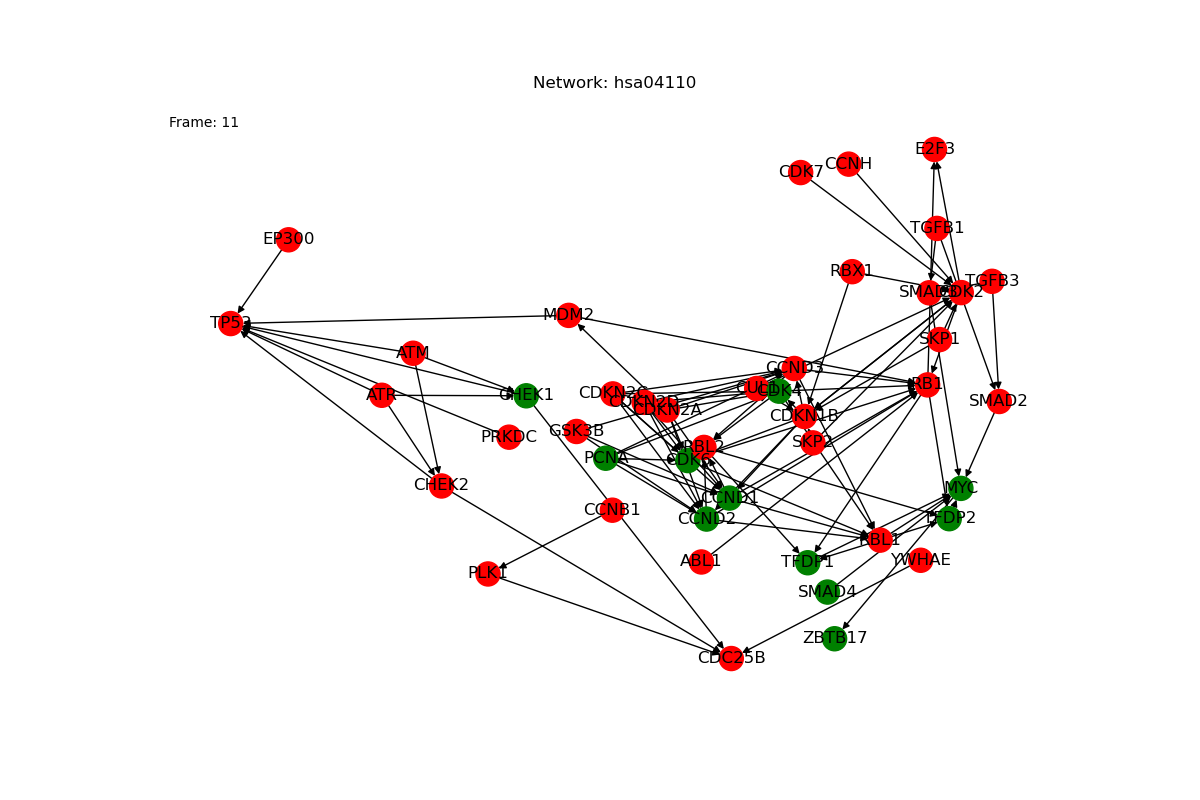 Network: hsa04110
Frame: 11
E2F3
CCNH
CDK7
TGFB1
EP300
RBX1
TGFB3
SMAD3
CDK2
MDM2
TP53
SKP1
ATM
CCND3
RB1
CUL1
CDK4
CDKN2C
ATR
CHEK1
CDKN2D
CDKN2A
SMAD2
CDKN1B
GSK3B
PRKDC
SKP2
RBL2
PCNA
CDK6
CHEK2
MYC
CCND1
CCNB1
CCND2
TFDP2
RBL1
ABL1
TFDP1
YWHAE
PLK1
SMAD4
ZBTB17
CDC25B